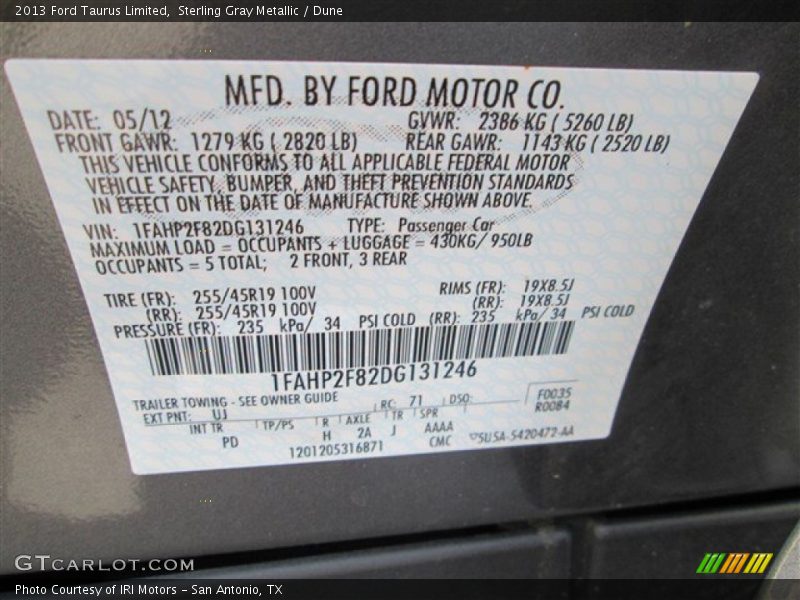 2013 Ford Taurus Limited,  Sterling Gray Metallic / Dune
MFD. BY FORD MOTOR CO.
DATE: 05/12 GVWR: 2386 KG ( 5260 LB)
FRONT GAWR: 1279 KG ( 2820 LB) REAR GAWR: 1143 KG ( 2520 LB)
THIS VEHICLE CONFORMS TO ALL APPLICABLE FEDERAL MOTOR
VEHICLE SAFETY, BUMPER, AND THEFT PREVENTION STANDARDS
IN EFFECT ON THE DATE OF MANUFACTURE SHOWN ABOVE.
VIN: 1FAHP2F82DG131246 TYPE: Passenger Car
MAXIMUM LOAD = OCCUPANTS + LUGGAGE = 430KG/ 950LB
OCCUPANTS = 5 TOTAL; 2 FRONT, 3 REAR
TIRE (FR): 255/45R19 100V RIMS (FR): 19X8.5J
(RR): 255/45R19 100V (RR): 19X8.5J
PRESSURE (FR): 235 kPa/ 34 PSI COLD (RR): 235 kPa/ 34 PSI COLD
1FAHP2F82DG131246
TRAILER TOWING - SEE OWNER GUIDE RC: 71 DSO: F0035
EXT PNT: UJ R0084
INT TR TP/PS R AXLE TR SPR
PD H 2A J AAAA
1201205316871 CMC 5USA-5420472-AA
GTCARLOT.COM
Photo Courtesy of IRI Motors – San Antonio, TX